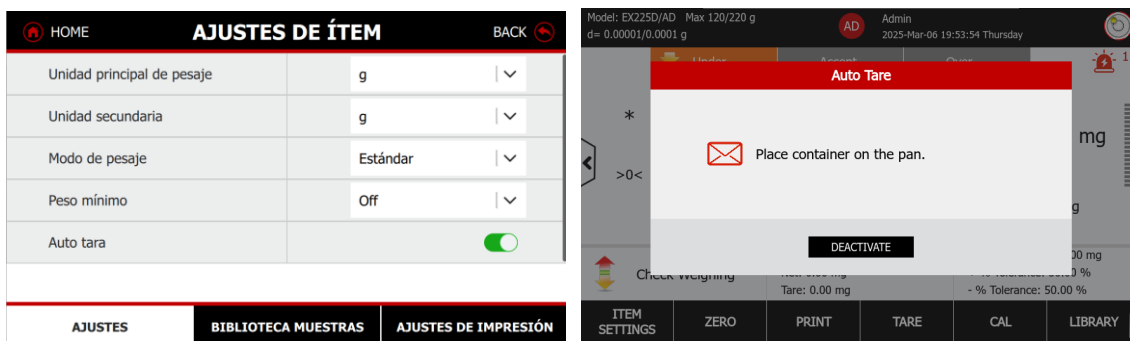 HOME
AJUSTES DE ÍTEM
BACK
Unidad principal de pesaje
g
Unidad secundaria
g
Modo de pesaje
Estándar
Peso mínimo
Off
Auto tara
AJUSTES
BIBLIOTECA MUESTRAS
AJUSTES DE IMPRESIÓN
Model: EX225D/AD Max 120/220 g
d= 0.00001/0.0001 g
AD
Admin
2025-Mar-06 19:53:54 Thursday
1
Auto Tare
*
mg
Place container on the pan.
>0<
g
DEACTIVATE
Check Weighing
Tare: 0.00 mg
- % Tolerance: 50.00 %
ITEM
SETTINGS
ZERO
PRINT
TARE
CAL
LIBRARY